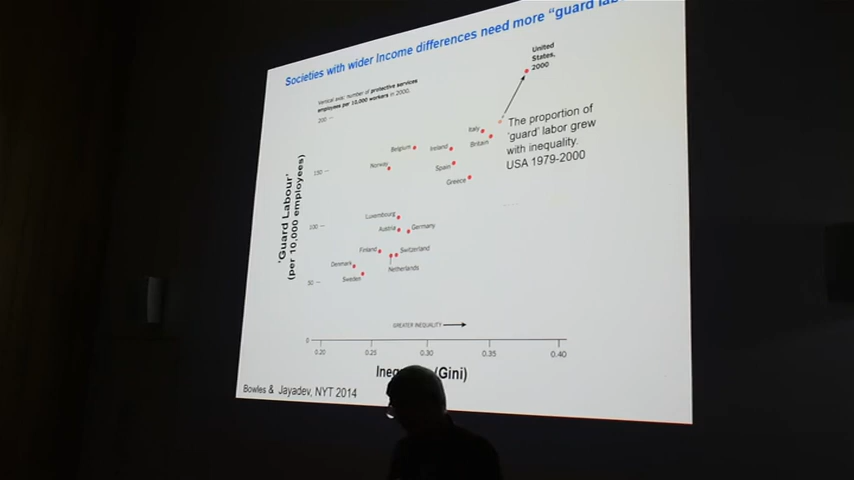 Societies with wider Income differences need more “guard
Vertical axis: number of protective services
employees per 10,000 workers in 2000.
200
150
100
50
0
'Guard Labour'
(per 10,000 employees)
United
States,
2000
Italy
Britain
Belgium
Ireland
Norway
Spain
Greece
The proportion of
'guard' labor grew
with inequality.
USA 1979-2000
Luxembourg
Austria
Germany
Finland
Switzerland
Denmark
Netherlands
Sweden
GREATER INEQUALITY
0.20
0.25
0.30
0.35
0.40
(Gini)
Bowles & Jayadev, NYT 2014